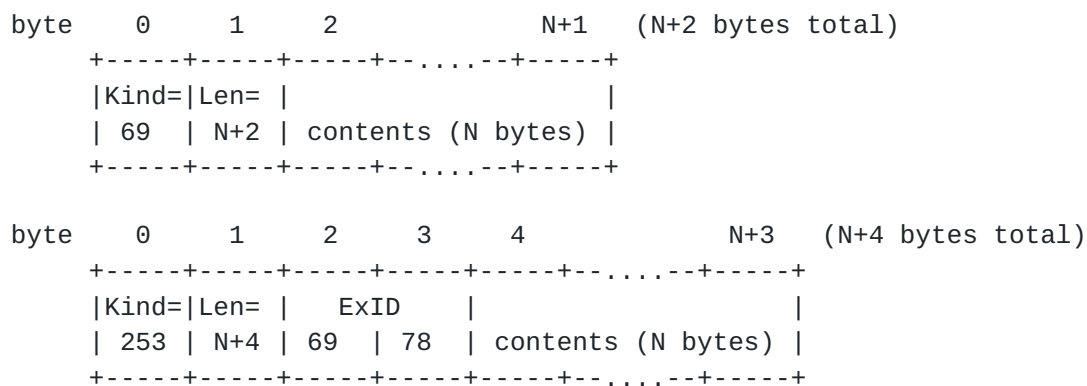 byte    0     1     2             N+1   (N+2 bytes total)
     +-----+-----+-----+--....--+-----+
     |Kind=|Len= |                    |
     | 69  | N+2 | contents (N bytes) |
     +-----+-----+-----+--....--+-----+

byte    0     1     2     3     4             N+3   (N+4 bytes total)
     +-----+-----+-----+-----+-----+--....--+-----+
     |Kind=|Len= |   ExID    |                    |
     | 253 | N+4 | 69  | 78  | contents (N bytes) |
     +-----+-----+-----+-----+-----+--....--+-----+